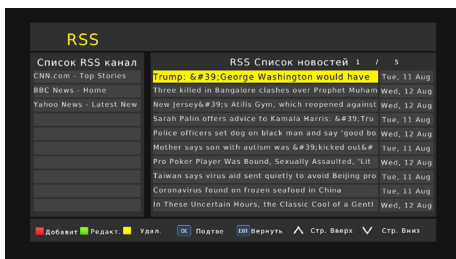 RSS
Список RSS канал
RSS Список новостей 1 / 5
CNN.com - Top Stories
Trump: &#39;George Washington would have Tue, 11 Aug
BBC News - Home
Three killed in Bangalore clashes over Prophet Muham Wed, 12 Aug
Yahoo News - Latest New
New Jersey&#39;s Atilis Gym, which reopened against Wed, 12 Aug
Sarah Palin offers advice to Kamala Harris: &#39;Tru Tue, 11 Aug
Police officers set dog on black man and say 'good bo Wed, 12 Aug
Mother says son with autism was &#39;kicked out&# Tue, 11 Aug
Pro Poker Player Was Bound, Sexually Assaulted, 'Lit Wed, 12 Aug
Taiwan says virus aid sent quietly to avoid Beijing pro Tue, 11 Aug
Coronavirus found on frozen seafood in China Tue, 11 Aug
In These Uncertain Hours, the Classic Cool of a Gentl Wed, 12 Aug
Добавит Редакт. Удал. OK Подтве EXIT Вернуть Стр. Вверх Стр. Вниз